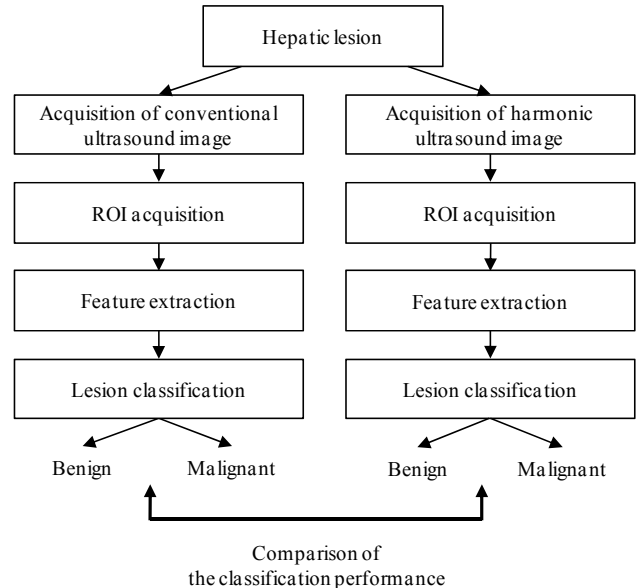 Hepatic lesion
Acquisition of conventional
ultrasound image
Acquisition of harmonic
ultrasound image
ROI acquisition
ROI acquisition
Feature extraction
Feature extraction
Lesion classification
Lesion classification
Benign
Malignant
Benign
Malignant
Comparison of
the classification performance